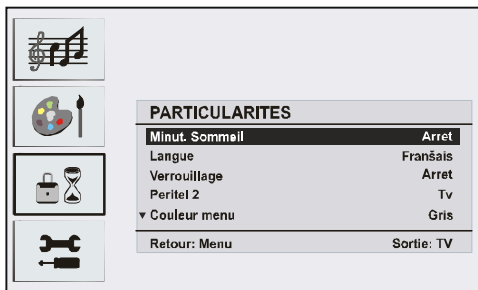 PARTICULARITES
Minut. Sommeil Arret
Langue Franšais
Verrouillage Arret
Peritel 2 Tv
▼ Couleur menu Gris
Retour: Menu Sortie: TV